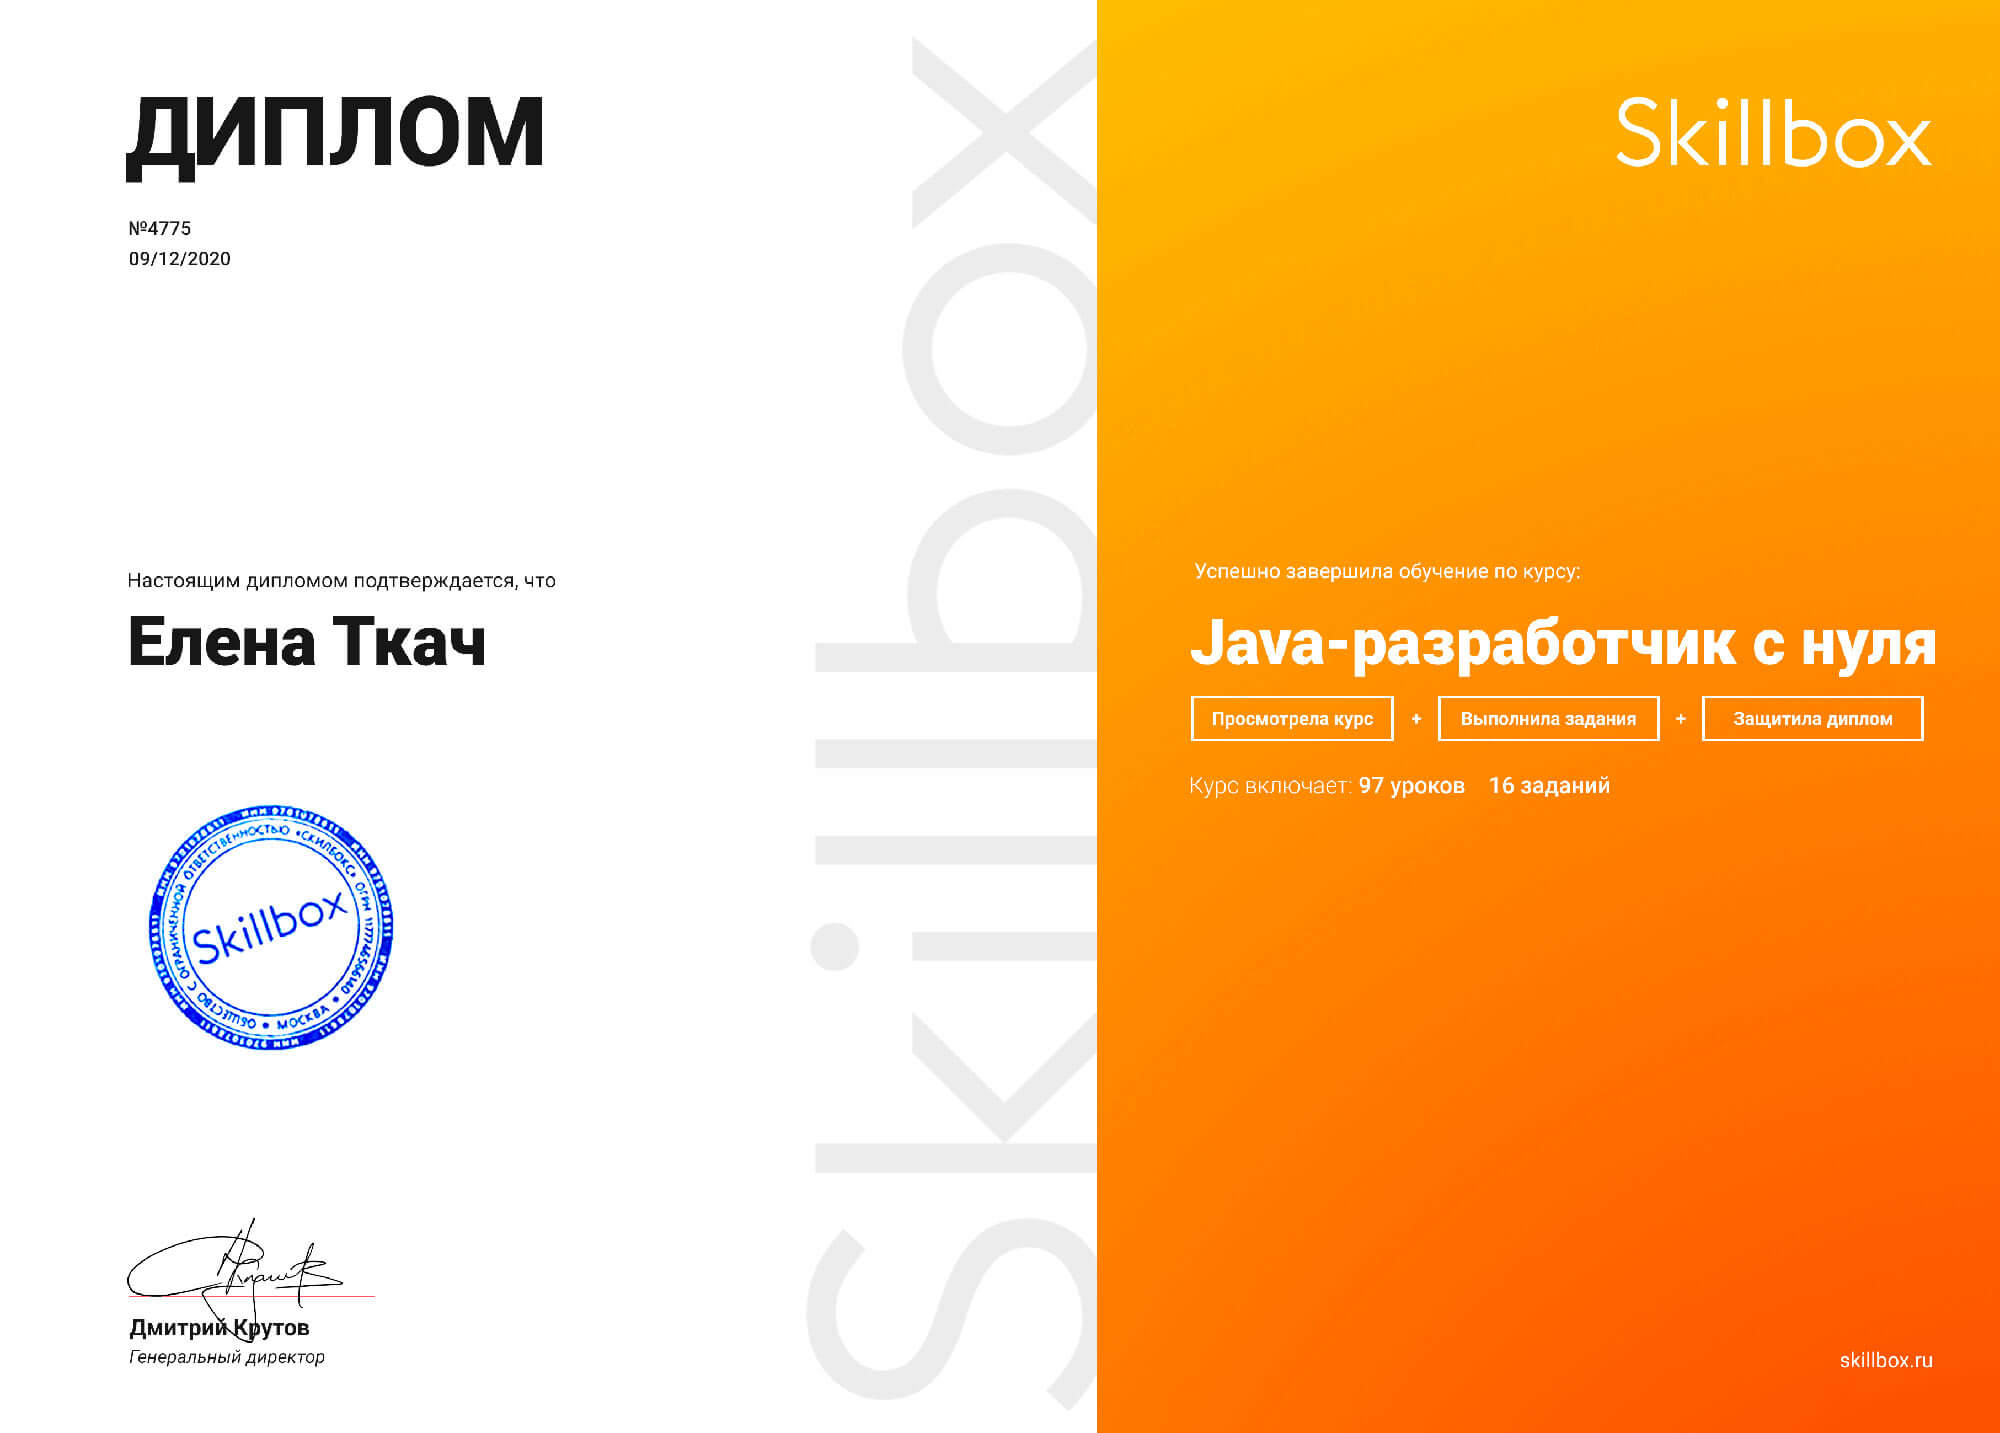 ДИПЛОМ
№4775
09/12/2020
Настоящим дипломом подтверждается, что
Елена Ткач
ОБЩЕСТВО С ОГРАНИЧЕННОЙ ОТВЕТСТВЕННОСТЬЮ «СКИЛБОКС» ОГРН 1177746566140 • МОСКВА •
Skillbox
Дмитрий Крутов
Генеральный директор
Skillbox
Skillbox
Успешно завершила обучение по курсу:
Java-разработчик с нуля
Просмотрела курс + Выполнила задания + Защитила диплом
Курс включает: 97 уроков 16 заданий
skillbox.ru